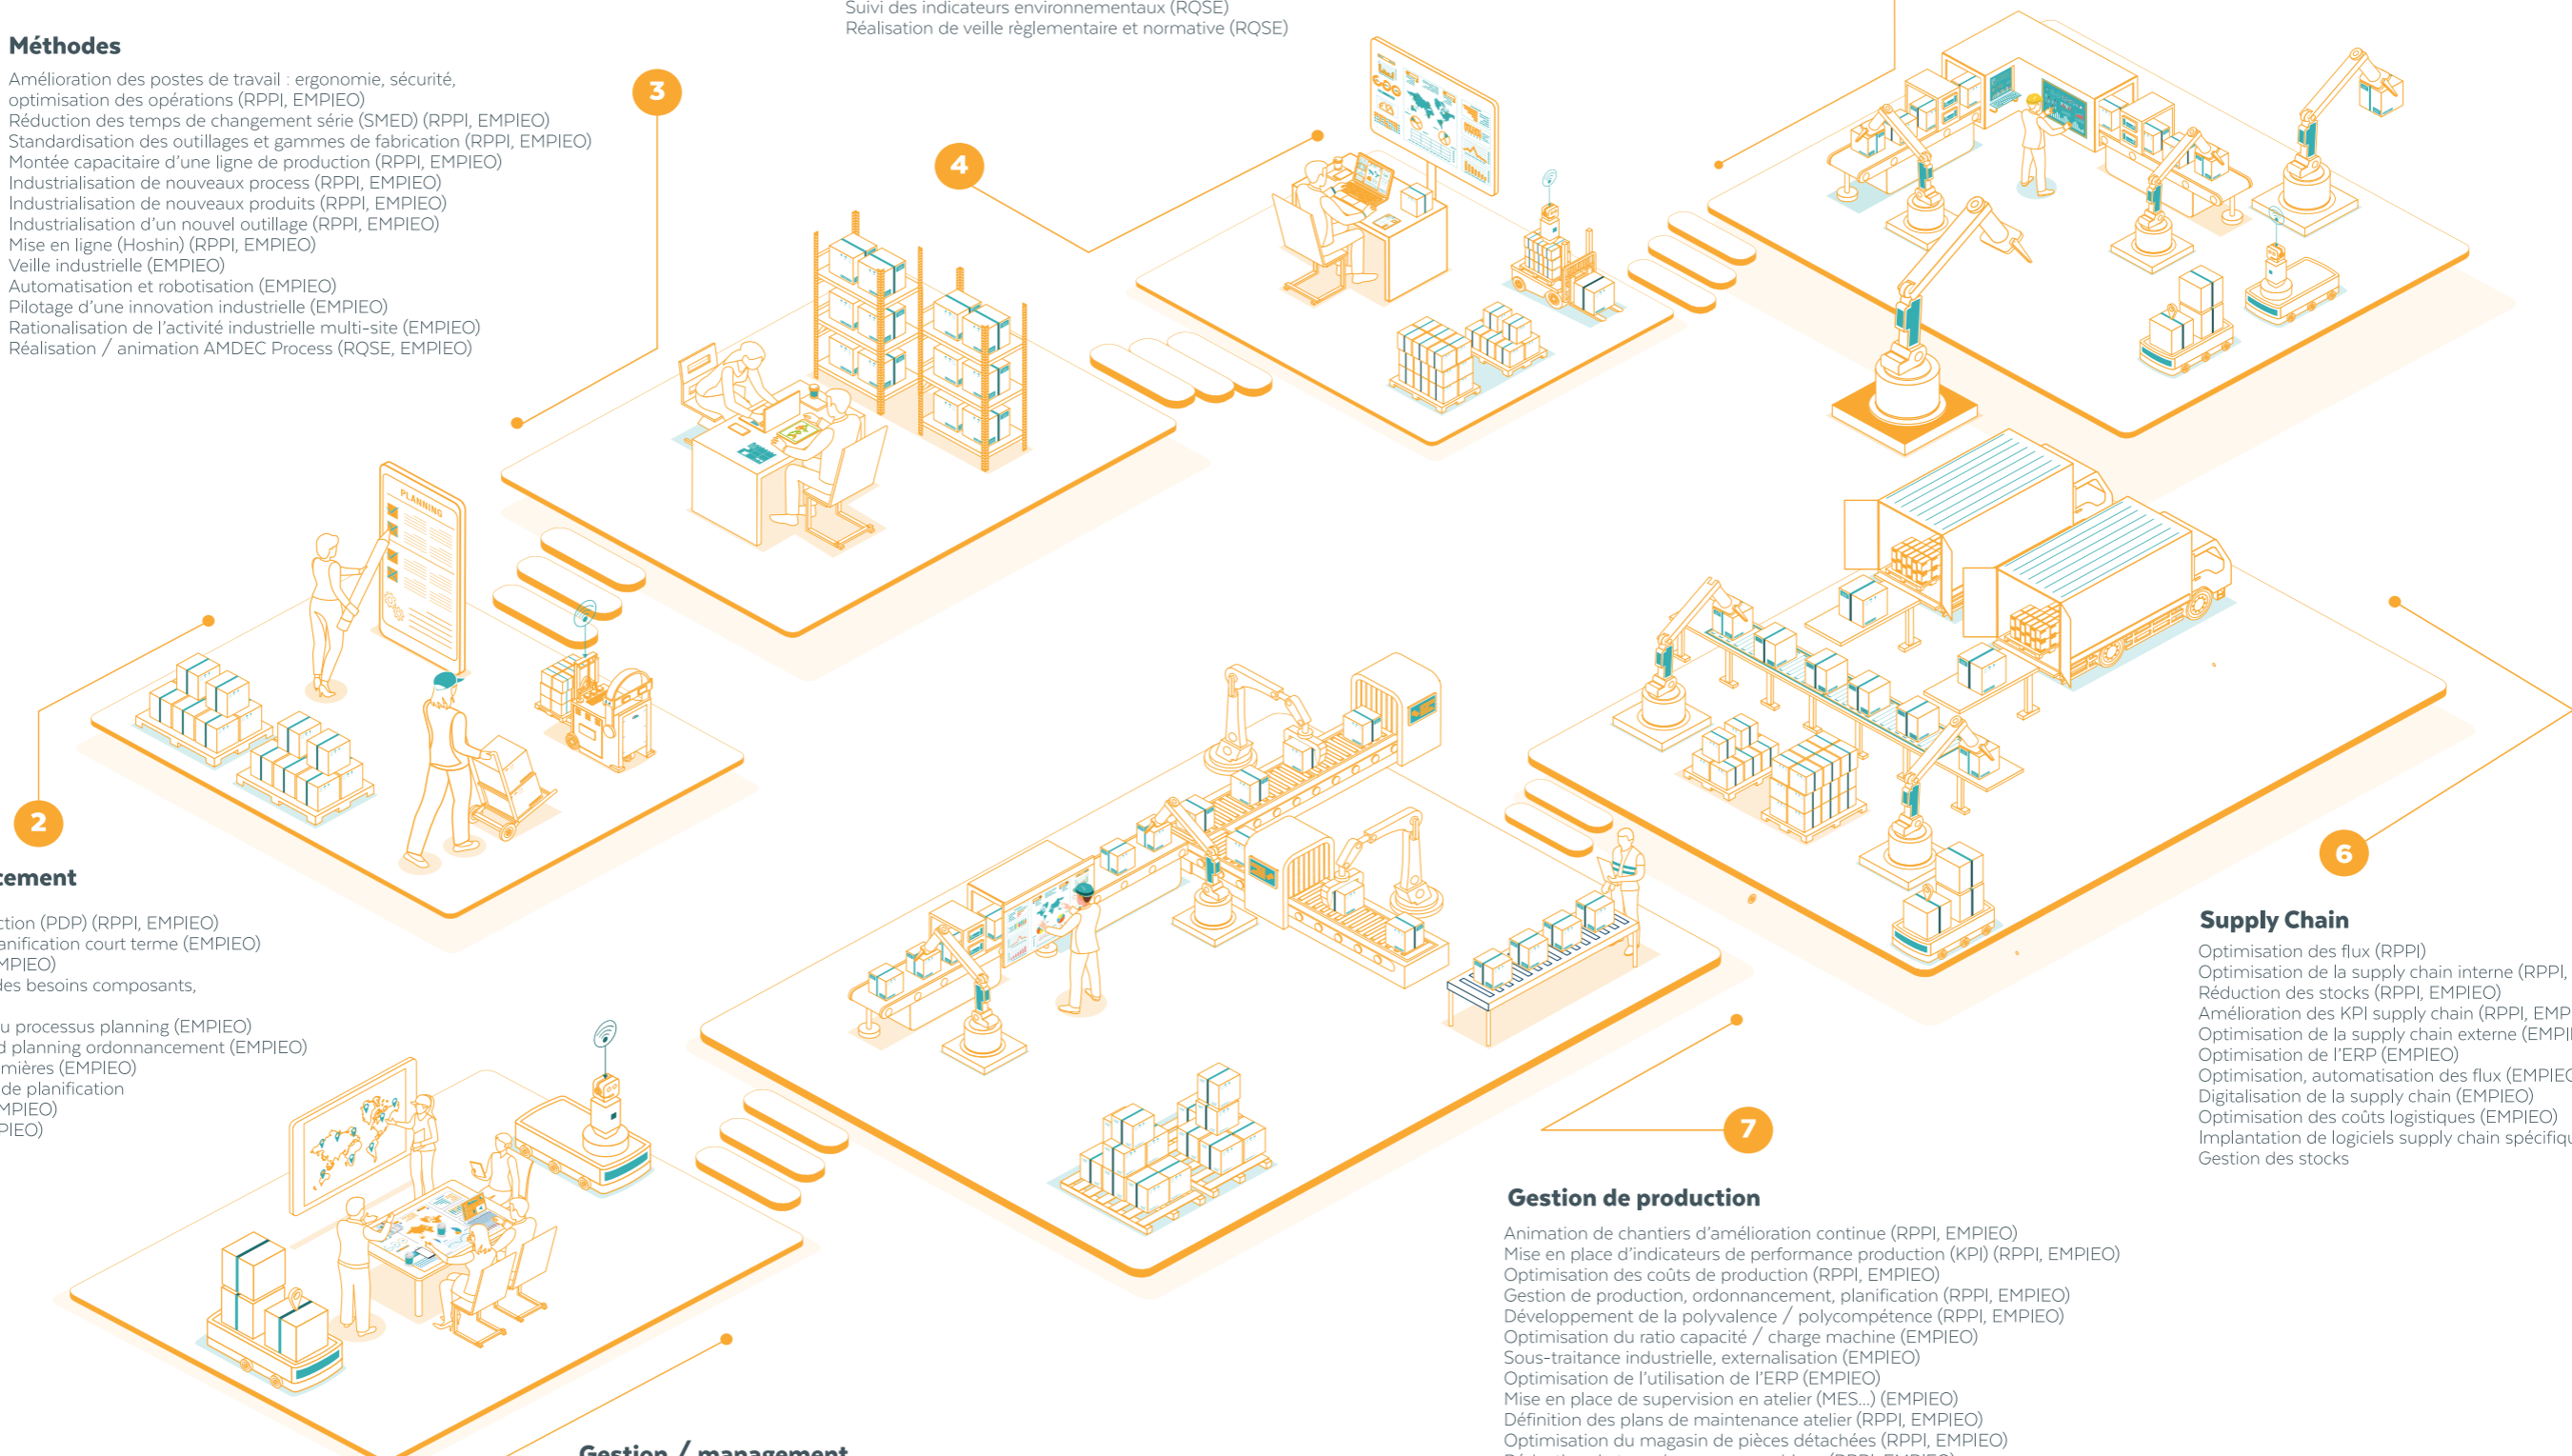 Suivi des indicateurs environnementaux (RQSE)
Réalisation de veille règlementaire et normative (RQSE)
Méthodes
Amélioration des postes de travail : ergonomie, sécurité,
optimisation des opérations (RPPI, EMPIEO)
Réduction des temps de changement série (SMED) (RPPI, EMPIEO)
Standardisation des outillages et gammes de fabrication (RPPI, EMPIEO)
Montée capacitaire d'une ligne de production (RPPI, EMPIEO)
Industrialisation de nouveaux process (RPPI, EMPIEO)
Industrialisation de nouveaux produits (RPPI, EMPIEO)
Industrialisation d'un nouvel outillage (RPPI, EMPIEO)
Mise en ligne (Hoshin) (RPPI, EMPIEO)
Veille industrielle (EMPIEO)
Automatisation et robotisation (EMPIEO)
Pilotage d'une innovation industrielle (EMPIEO)
Rationalisation de l'activité industrielle multi-site (EMPIEO)
Réalisation / animation AMDEC Process (RQSE, EMPIEO)
3
4
PLANNING
2
cement
ction (PDP) (RPPI, EMPIEO)
anification court terme (EMPIEO)
MPIEO)
des besoins composants,
u processus planning (EMPIEO)
d planning ordonnancement (EMPIEO)
mières (EMPIEO)
de planification
MPIEO)
PIEO)
6
Supply Chain
Optimisation des flux (RPPI)
Optimisation de la supply chain interne (RPPI,
Réduction des stocks (RPPI, EMPIEO)
Amélioration des KPI supply chain (RPPI, EMP
Optimisation de la supply chain externe (EMPI
Optimisation de l'ERP (EMPIEO)
Optimisation, automatisation des flux (EMPIEO
Digitalisation de la supply chain (EMPIEO)
Optimisation des coûts logistiques (EMPIEO)
Implantation de logiciels supply chain spécifiqu
Gestion des stocks
7
Gestion de production
Animation de chantiers d'amélioration continue (RPPI, EMPIEO)
Mise en place d'indicateurs de performance production (KPI) (RPPI, EMPIEO)
Optimisation des coûts de production (RPPI, EMPIEO)
Gestion de production, ordonnancement, planification (RPPI, EMPIEO)
Développement de la polyvalence / polycompétence (RPPI, EMPIEO)
Optimisation du ratio capacité / charge machine (EMPIEO)
Sous-traitance industrielle, externalisation (EMPIEO)
Optimisation de l'utilisation de l'ERP (EMPIEO)
Mise en place de supervision en atelier (MES...) (EMPIEO)
Définition des plans de maintenance atelier (RPPI, EMPIEO)
Optimisation du magasin de pièces détachées (RPPI, EMPIEO)
Gestion / management